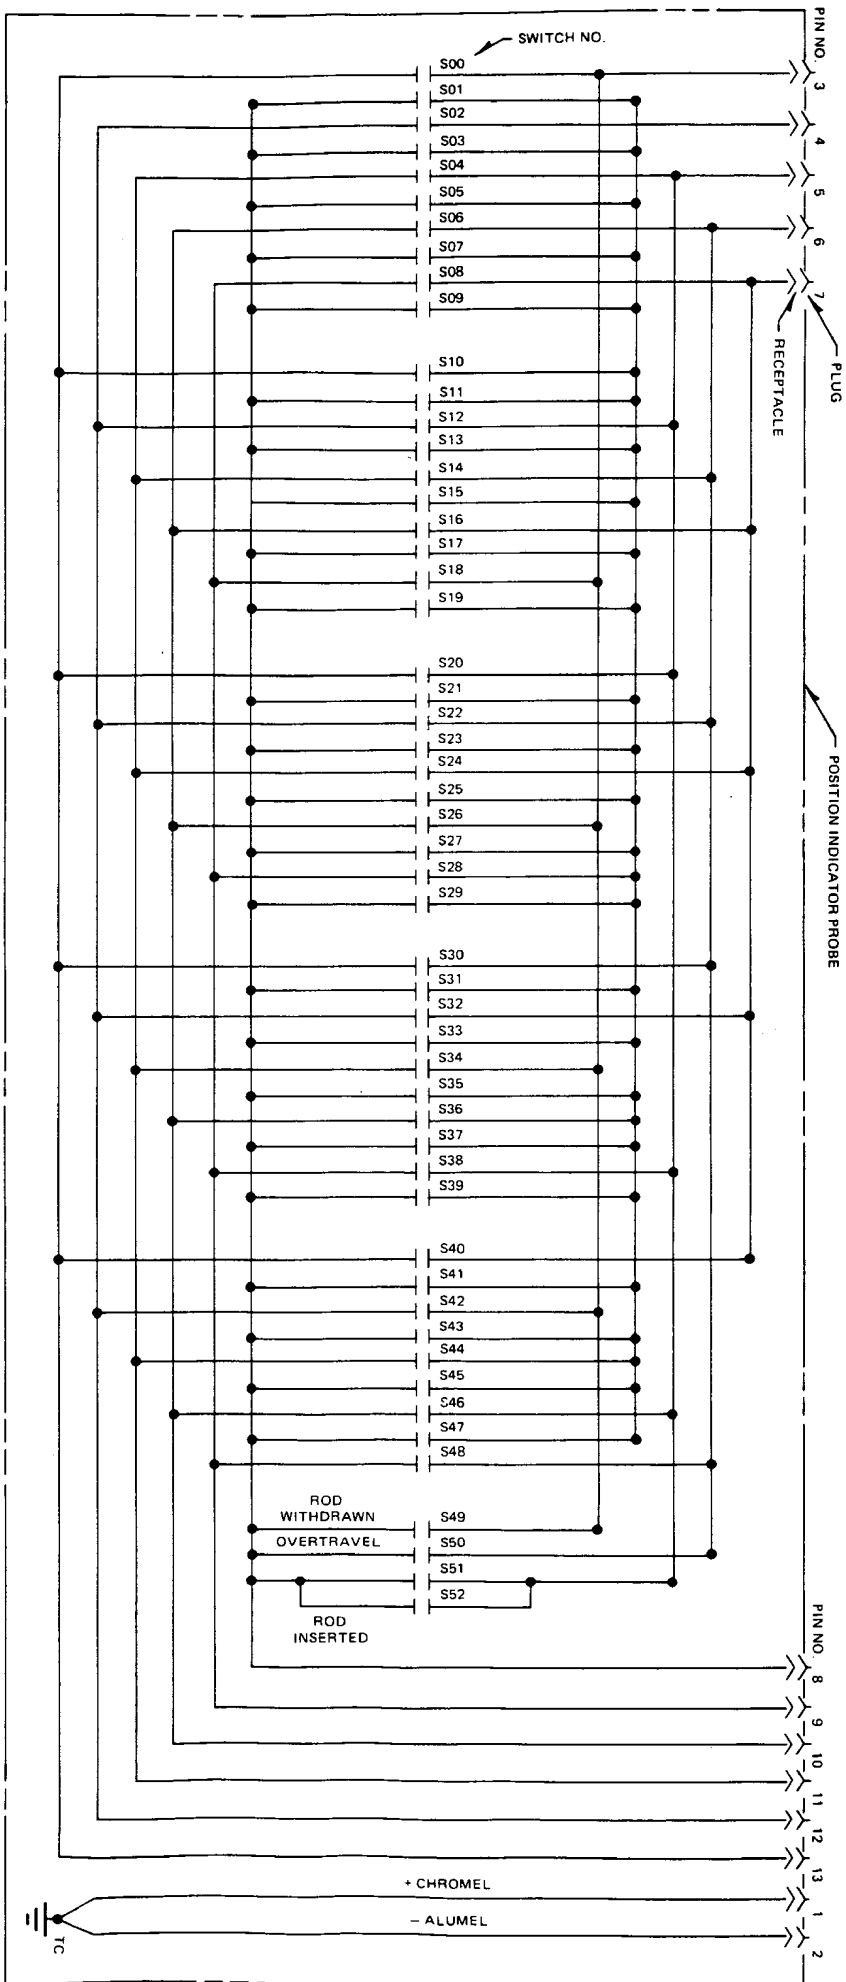 PIN NO.
SWITCH NO.
3
4
5
6
7
PLUG
RECEPTACLE
S00
S01
S02
S03
S04
S05
S06
S07
S08
S09
S10
S11
S12
S13
S14
S15
S16
S17
S18
S19
S20
S21
S22
S23
S24
S25
S26
S27
S28
S29
POSITION INDICATOR PROBE
S30
S31
S32
S33
S34
S35
S36
S37
S38
S39
S40
S41
S42
S43
S44
S45
S46
S47
S48
ROD
WITHDRAWN
S49
OVERTRAVEL
S50
S51
S52
ROD
INSERTED
PIN NO.
8
9
10
11
12
13
1
2
+ CHROMEL
− ALUMEL
TC